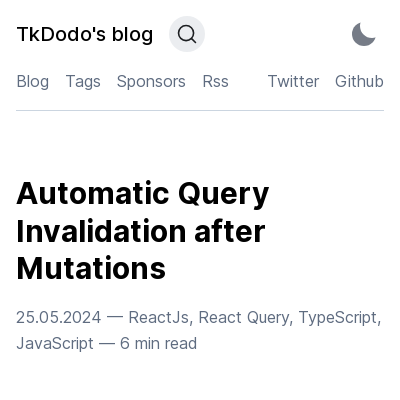 TkDodo's blog
Blog Tags Sponsors Rss Twitter Github
Automatic Query
Invalidation after
Mutations
25.05.2024 — ReactJs, React Query, TypeScript,
JavaScript — 6 min read